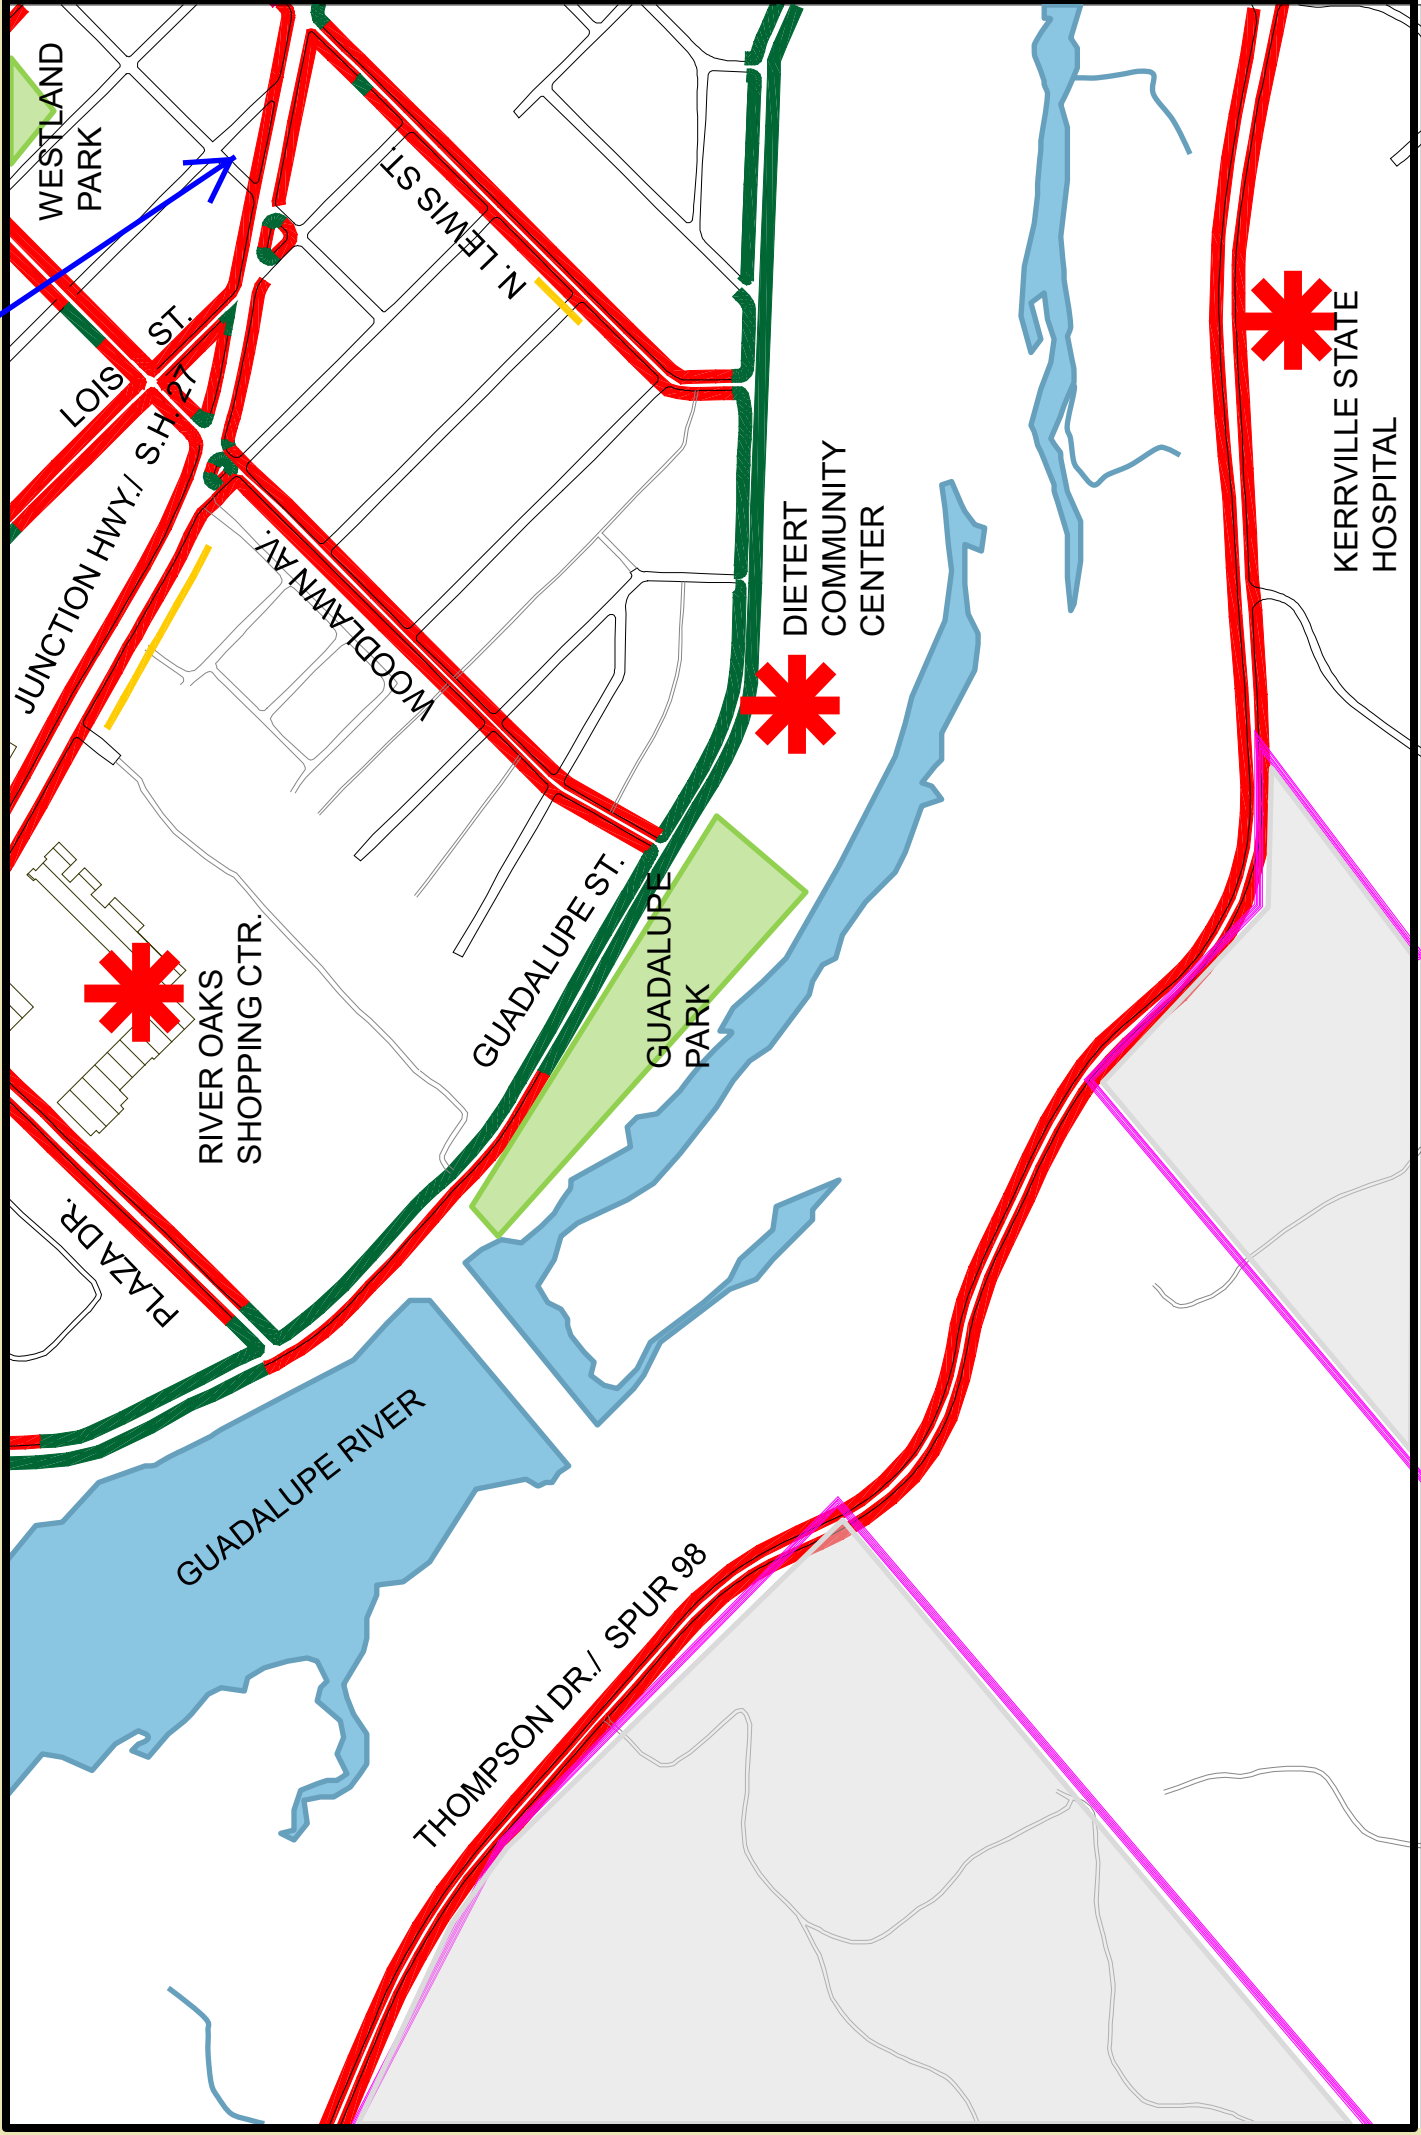 WESTLAND
PARK
N. LEWIS ST.
LOIS ST.
JUNCTION HWY./ S.H. 27
WOODLAWN AV.
DIETERT
COMMUNITY
CENTER
KERRVILLE STATE
HOSPITAL
GUADALUPE ST.
GUADALUPE
PARK
RIVER OAKS
SHOPPING CTR.
PLAZA DR.
GUADALUPE RIVER
THOMPSON DR./ SPUR 98